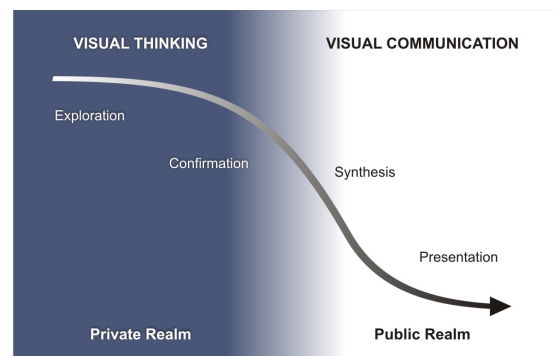 VISUAL THINKING
VISUAL COMMUNICATION
Exploration
Confirmation
Synthesis
Presentation
Private Realm
Public Realm